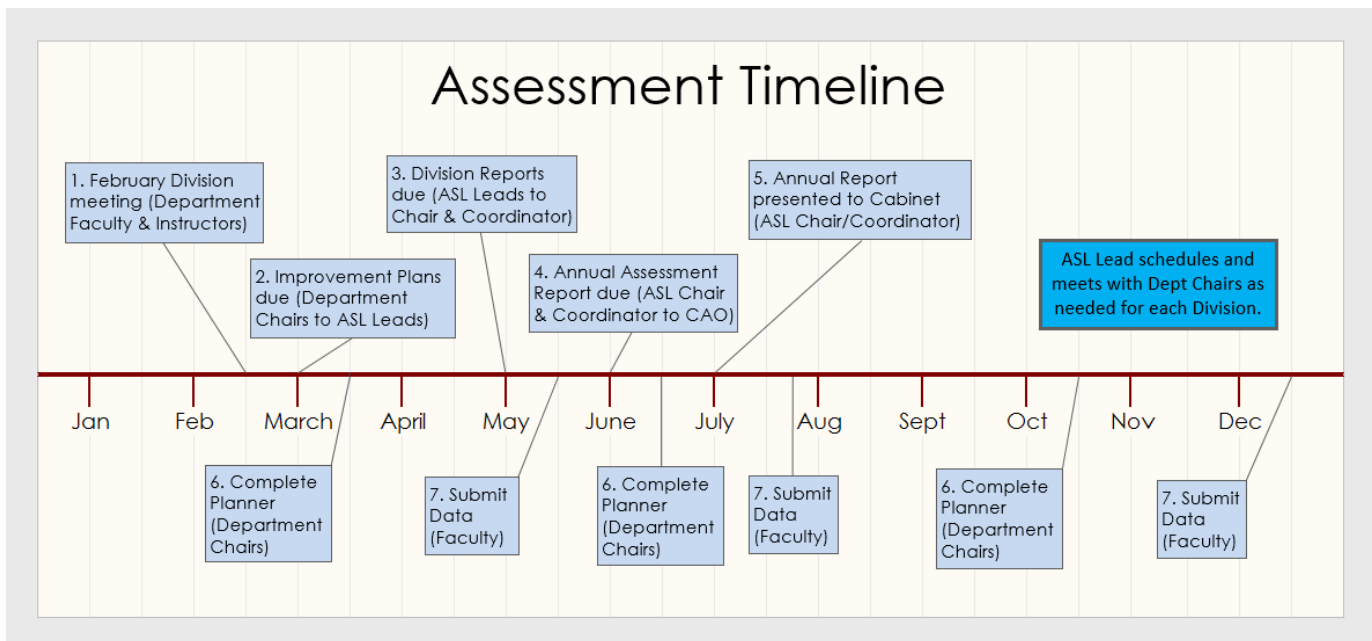 Assessment Timeline
1. February Division
meeting (Department
Faculty & Instructors)
2. Improvement Plans
due (Department
Chairs to ASL Leads)
3. Division Reports
due (ASL Leads to
Chair & Coordinator)
4. Annual Assessment
Report due (ASL Chair
& Coordinator to CAO)
5. Annual Report
presented to Cabinet
(ASL Chair/Coordinator)
ASL Lead schedules and
meets with Dept Chairs as
needed for each Division.
Jan
Feb
March
April
May
June
July
Aug
Sept
Oct
Nov
Dec
6. Complete
Planner
(Department
Chairs)
7. Submit
Data
(Faculty)
6. Complete
Planner
(Department
Chairs)
7. Submit
Data
(Faculty)
6. Complete
Planner
(Department
Chairs)
7. Submit
Data
(Faculty)